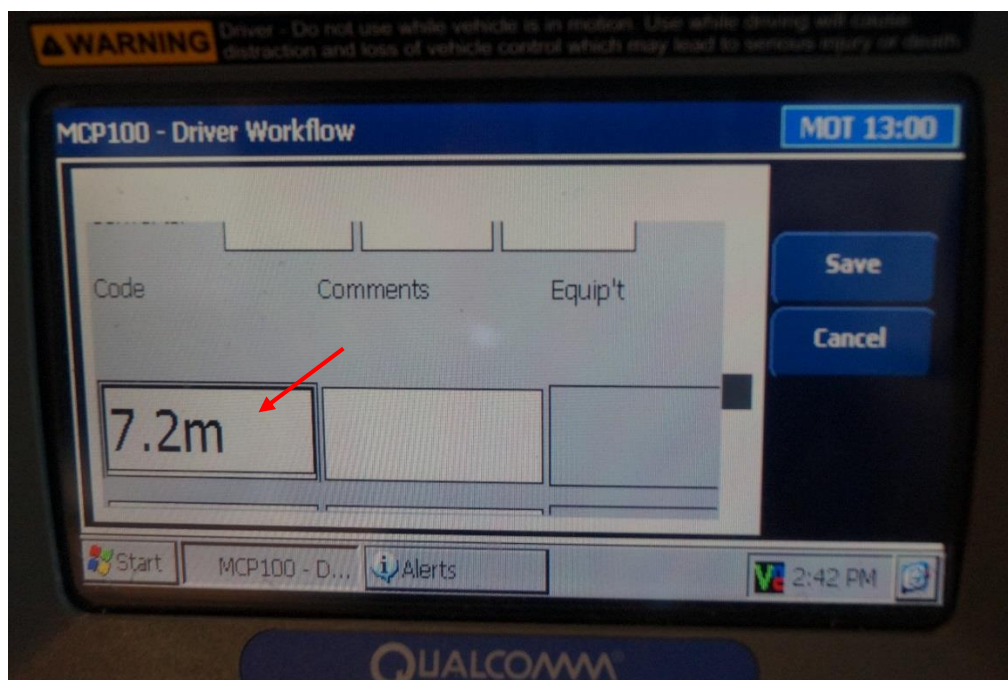 WARNING
Driver - Do not use while vehicle is in motion. Use while driving will cause
distraction and loss of vehicle control which may lead to serious injury or death.
MCP100 - Driver Workflow
MOT 13:00
Save
Code
Comments
Equip't
Cancel
7.2m
Start
MCP100 - D...
Alerts
2:42 PM
QUALCOMM